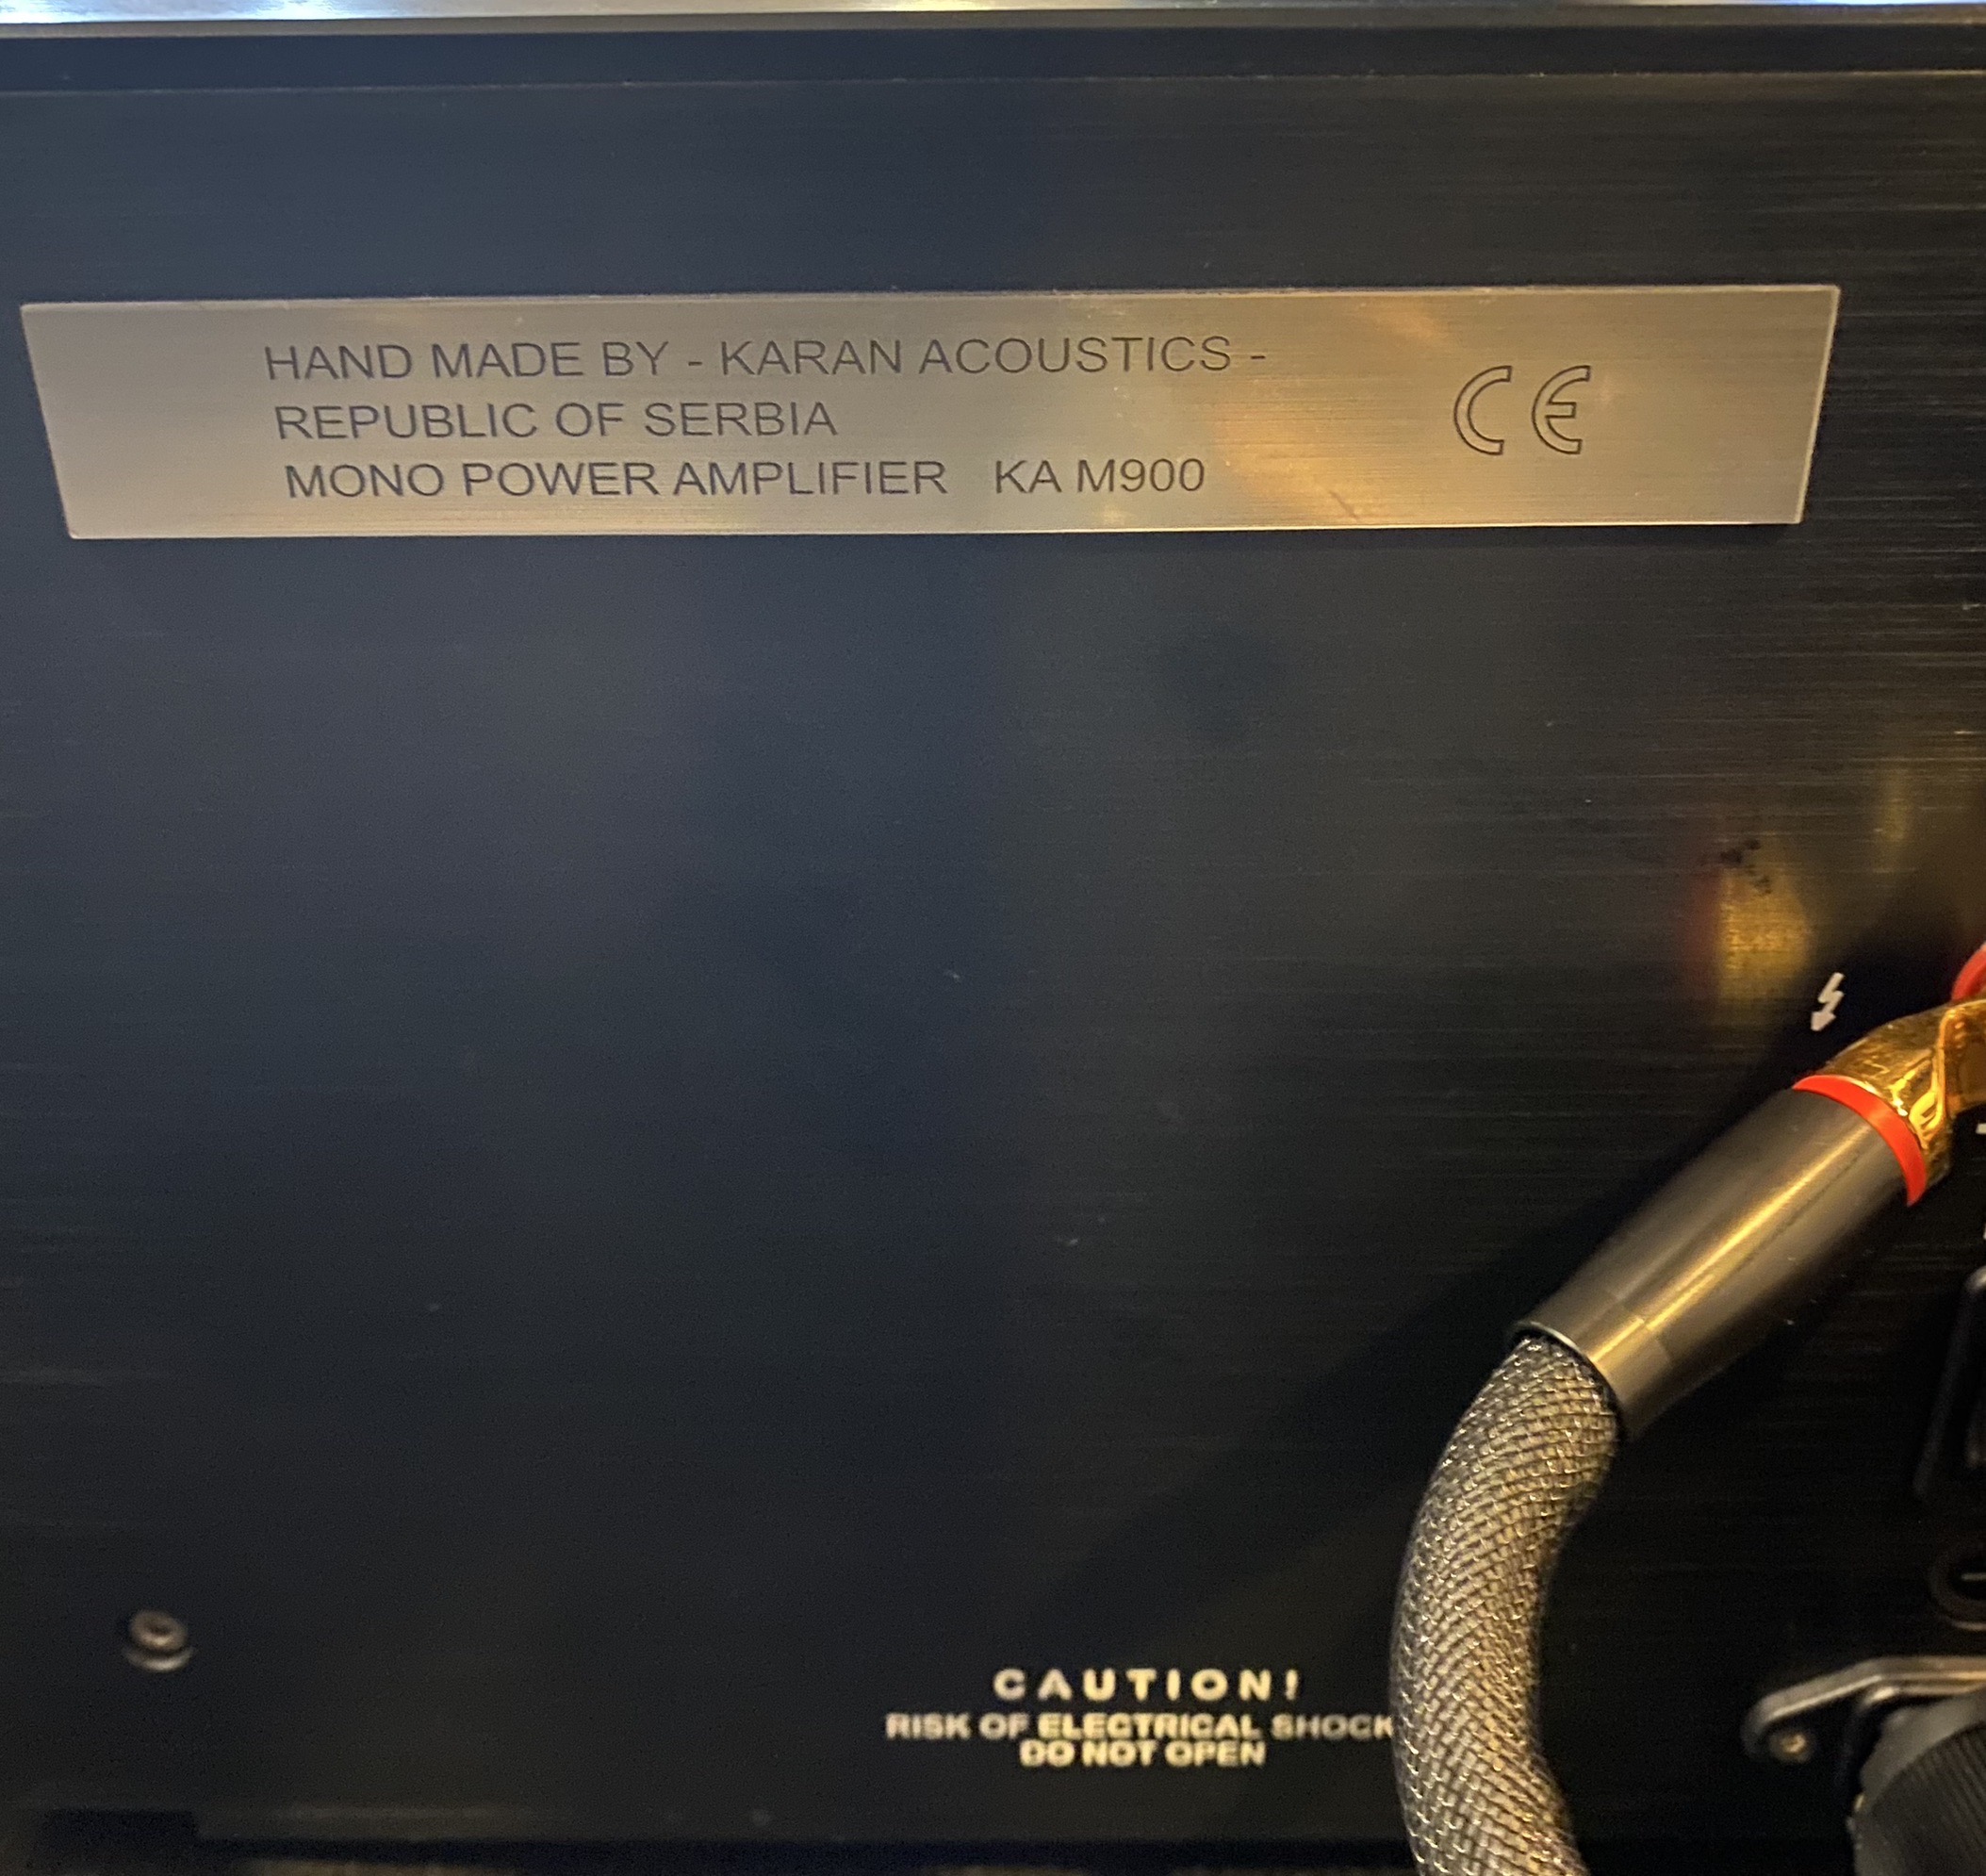 HAND MADE BY - KARAN ACOUSTICS -
REPUBLIC OF SERBIA
MONO POWER AMPLIFIER KA M900
CE
CAUTION!
RISK OF ELECTRICAL SHOCK
DO NOT OPEN